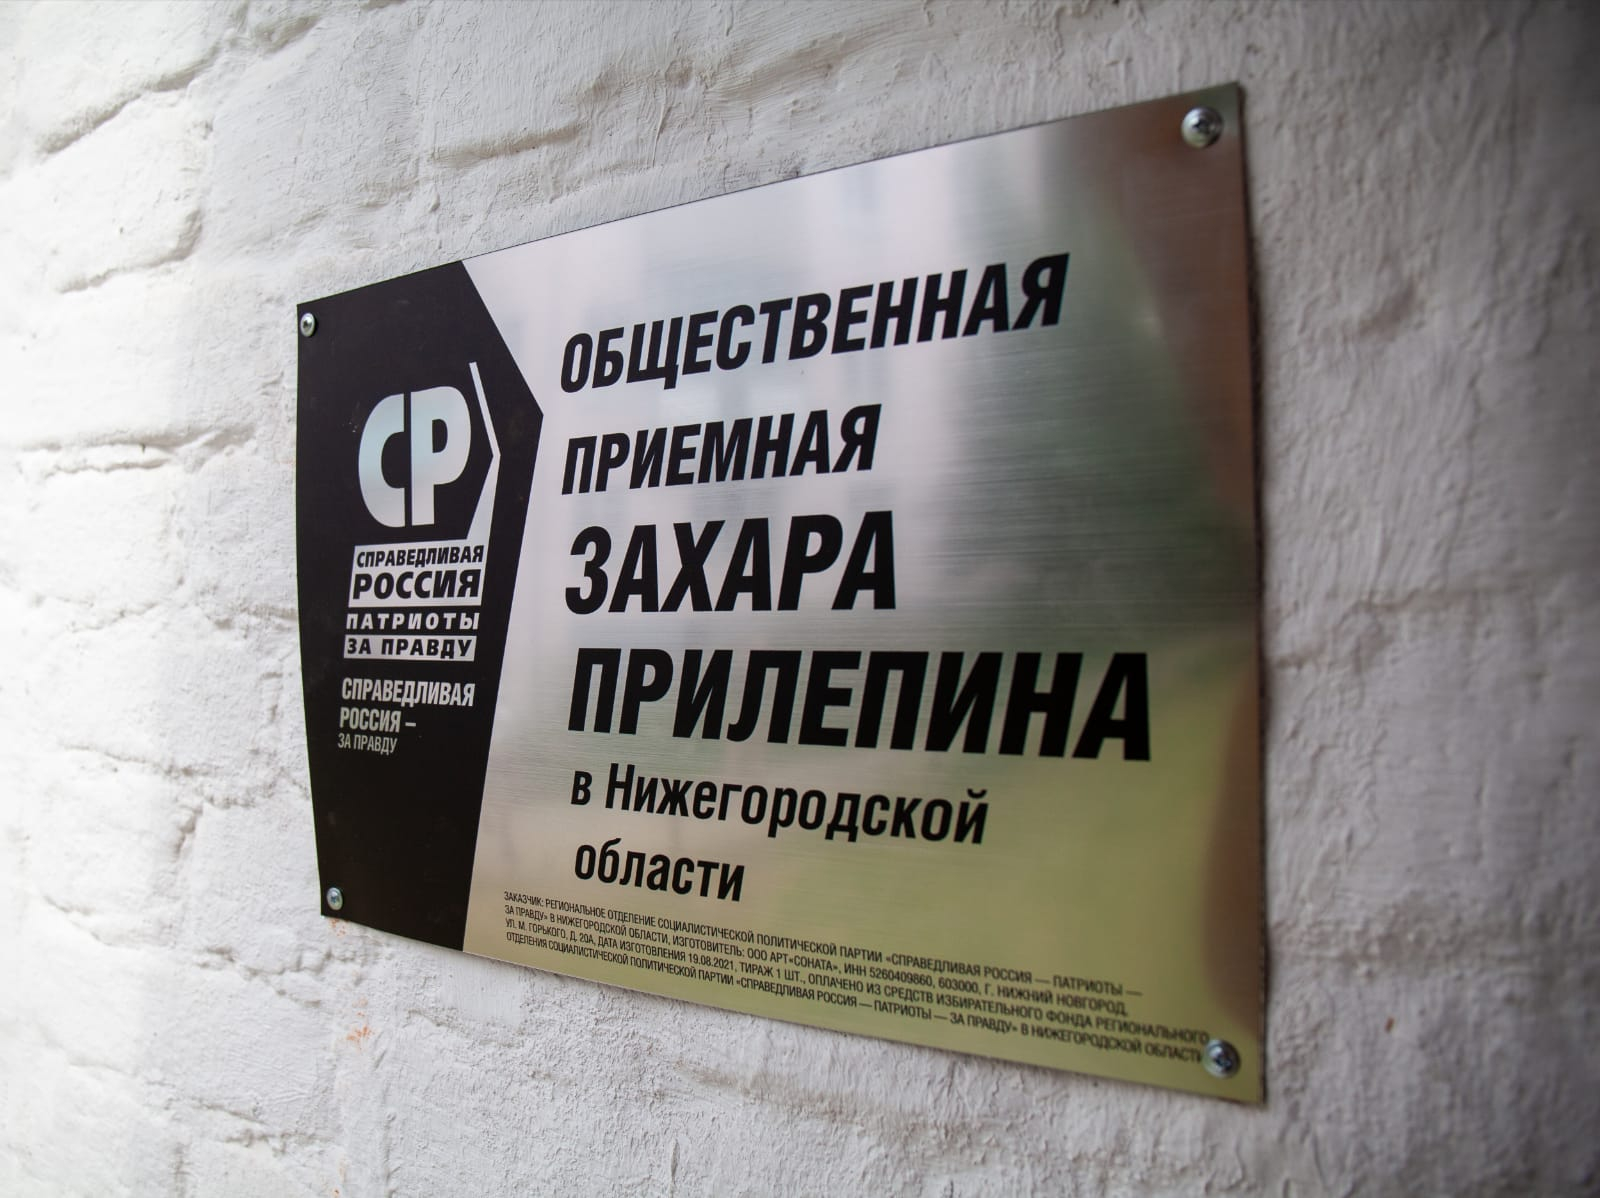 СР
СПРАВЕДЛИВАЯ
РОССИЯ
ПАТРИОТЫ
ЗА ПРАВДУ
СПРАВЕДЛИВАЯ
РОССИЯ –
ЗА ПРАВДУ
ОБЩЕСТВЕННАЯ
ПРИЕМНАЯ
ЗАХАРА
ПРИЛЕПИНА
в Нижегородской
области
ЗАКАЗЧИК: РЕГИОНАЛЬНОЕ ОТДЕЛЕНИЕ СОЦИАЛИСТИЧЕСКОЙ ПОЛИТИЧЕСКОЙ ПАРТИИ «СПРАВЕДЛИВАЯ РОССИЯ — ПАТРИОТЫ —
ЗА ПРАВДУ» В НИЖЕГОРОДСКОЙ ОБЛАСТИ, ИЗГОТОВИТЕЛЬ: ООО АРТ«СОНАТА», ИНН 5260409860, 603000, Г. НИЖНИЙ НОВГОРОД,
УЛ. М. ГОРЬКОГО, Д. 20А, ДАТА ИЗГОТОВЛЕНИЯ 19.08.2021, ТИРАЖ 1 ШТ., ОПЛАЧЕНО ИЗ СРЕДСТВ ИЗБИРАТЕЛЬНОГО ФОНДА РЕГИОНАЛЬНОГО
ОТДЕЛЕНИЯ СОЦИАЛИСТИЧЕСКОЙ ПОЛИТИЧЕСКОЙ ПАРТИИ «СПРАВЕДЛИВАЯ РОССИЯ — ПАТРИОТЫ — ЗА ПРАВДУ» В НИЖЕГОРОДСКОЙ ОБЛАСТИ